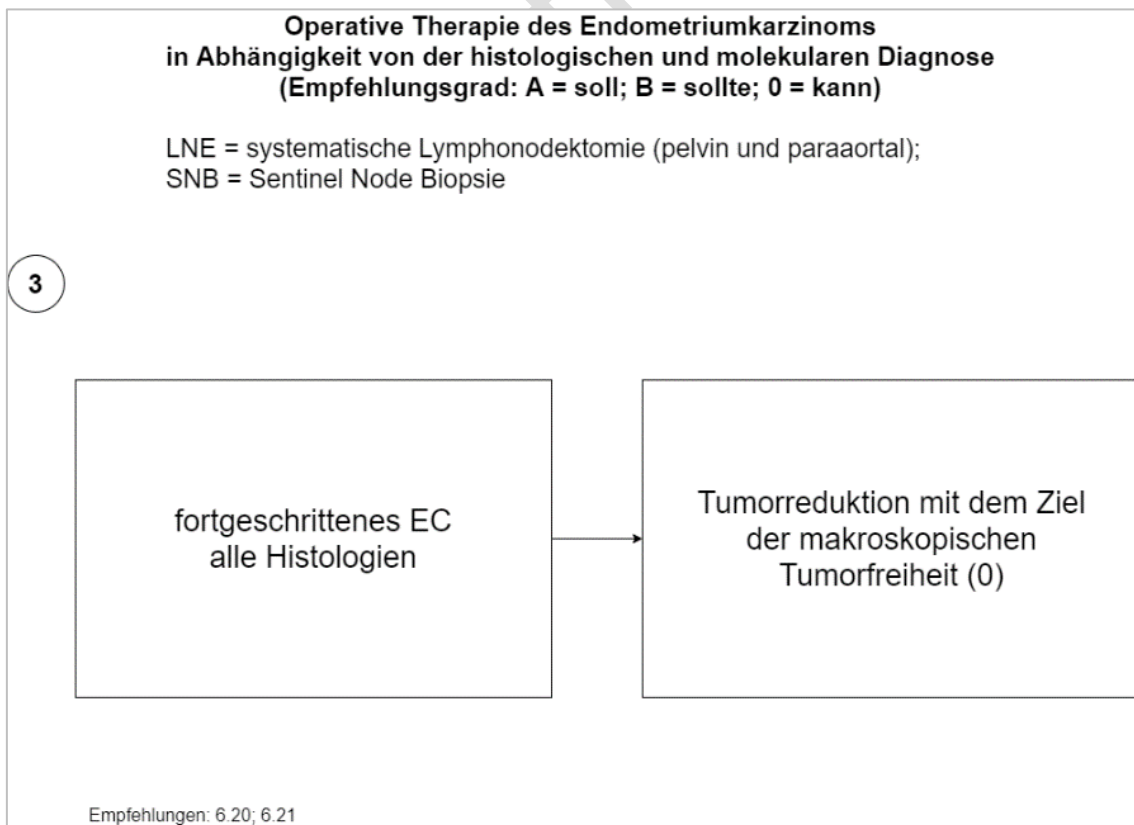 Operative Therapie des Endometriumkarzinoms
in Abhängigkeit von der histologischen und molekularen Diagnose
(Empfehlungsgrad: A = soll; B = sollte; 0 = kann)
LNE = systematische Lymphonodektomie (pelvin und paraaortal);
SNB = Sentinel Node Biopsie
3
fortgeschrittenes EC
alle Histologien
Tumorreduktion mit dem Ziel
der makroskopischen
Tumorfreiheit (0)
Empfehlungen: 6.20; 6.21